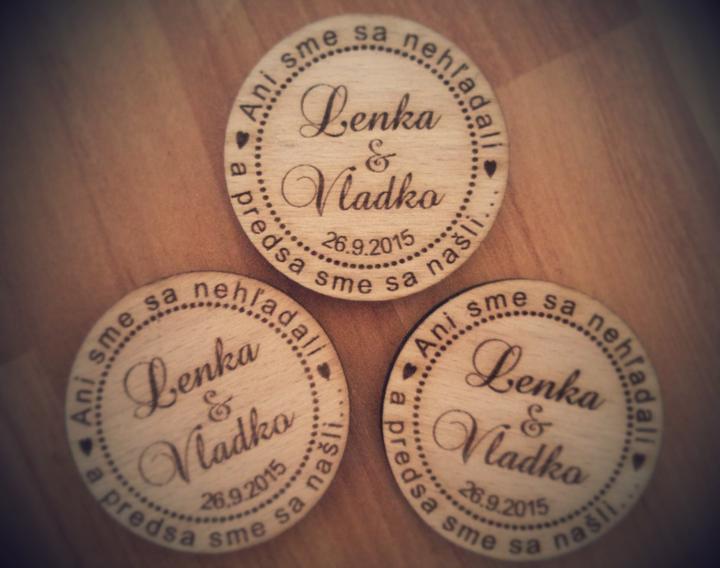 Ani sme sa nehľadali
Lenka
&
Vladko
26.9.2015
a predsa sme sa našli...
Ani sme sa nehľadali
Lenka
&
Vladko
26.9.2015
a predsa sme sa našli...
Ani sme sa nehľadali
Lenka
&
Vladko
26.9.2015
a predsa sme sa našli...